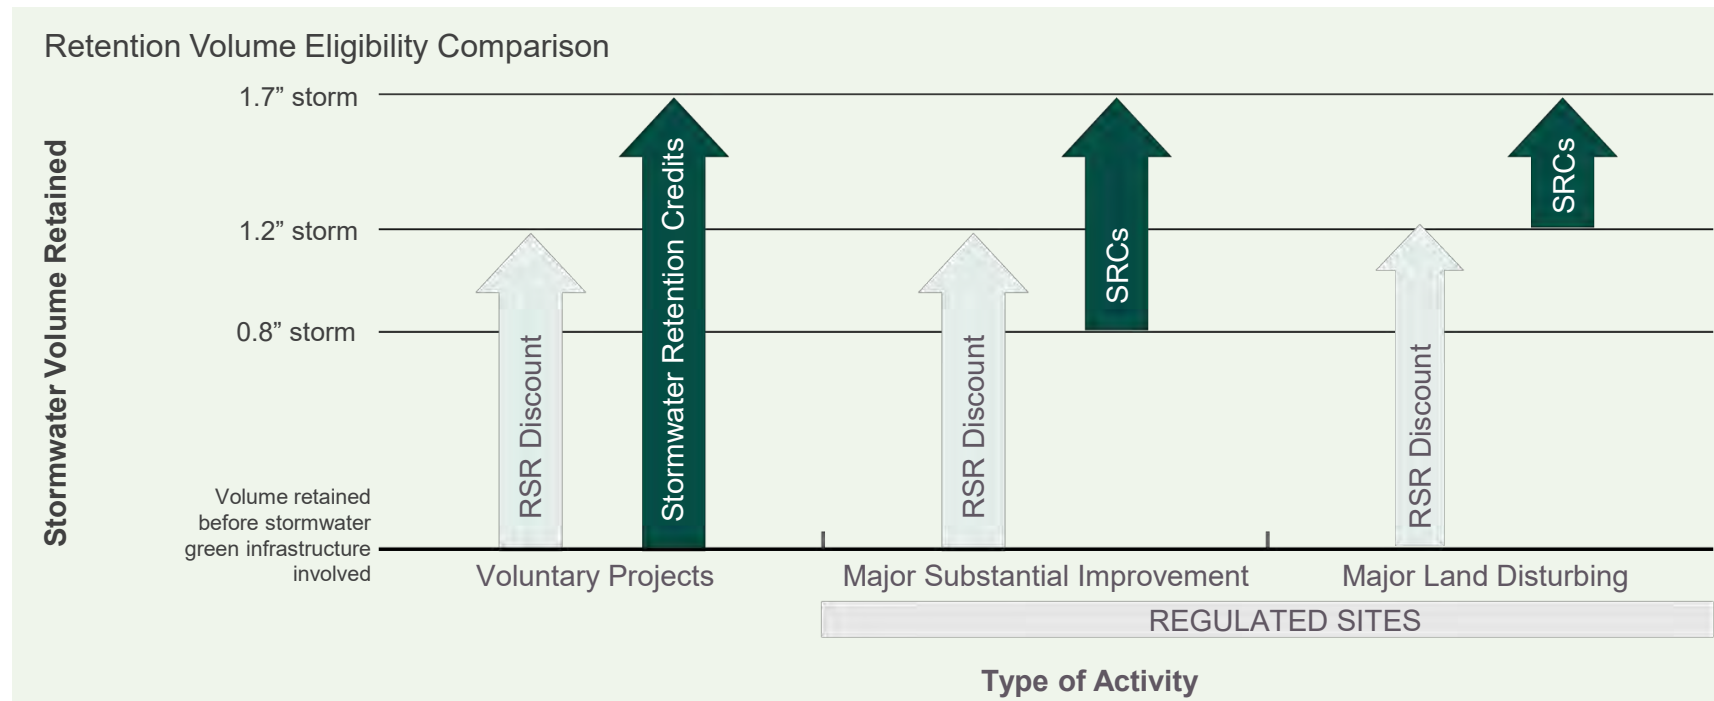 Retention Volume Eligibility Comparison
1.7” storm
1.2” storm
0.8” storm
Stormwater Volume Retained
Volume retained
before stormwater
green infrastructure
involved
RSR Discount
Stormwater Retention Credits
RSR Discount
SRCs
RSR Discount
SRCs
Voluntary Projects
Major Substantial Improvement
Major Land Disturbing
REGULATED SITES
Type of Activity